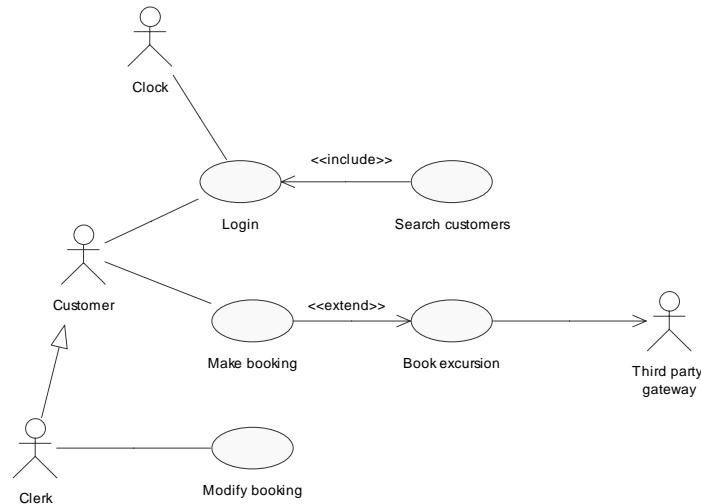 Clock
<<include>>
Login
Search customers
Customer
<<extend>>
Make booking
Book excursion
Third party
gateway
Modify booking
Clerk